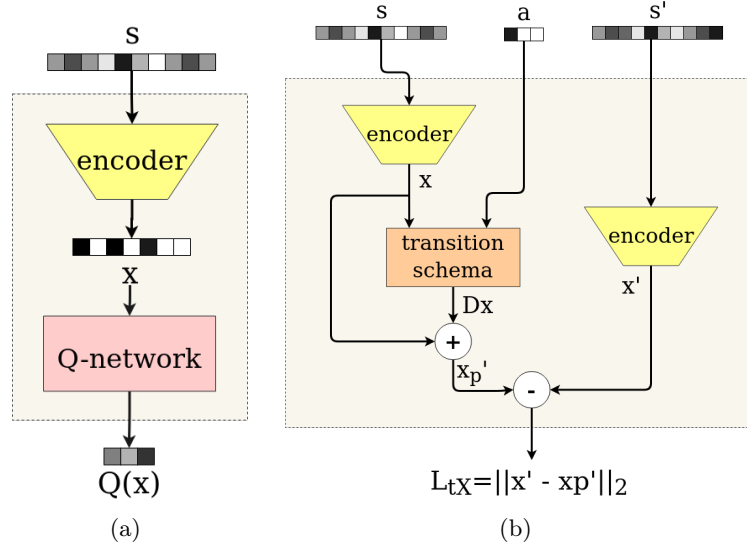 s
encoder
x
Q-network
Q(x)
(a)
s
a
s'
encoder
x
transition
schema
Dx
+
xp'
-
encoder
x'
LtX=||x' - xp'||2
(b)